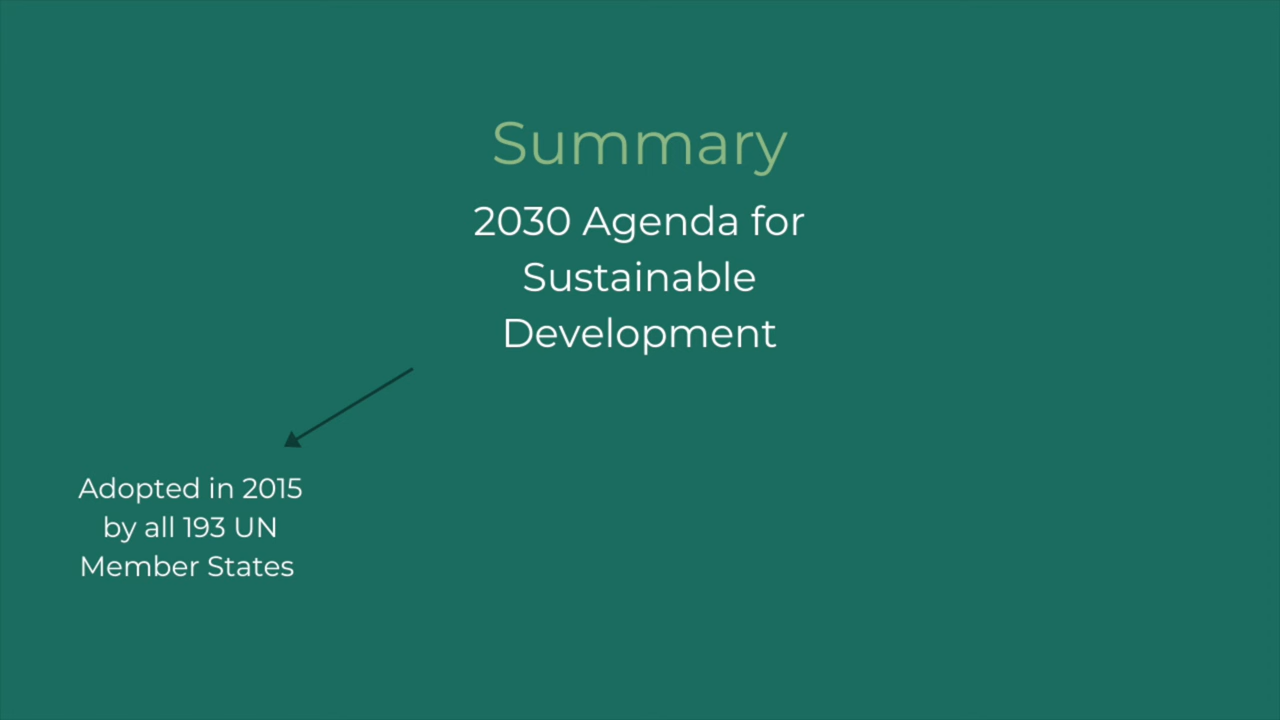 Summary
2030 Agenda for
Sustainable
Development
Adopted in 2015
by all 193 UN
Member States